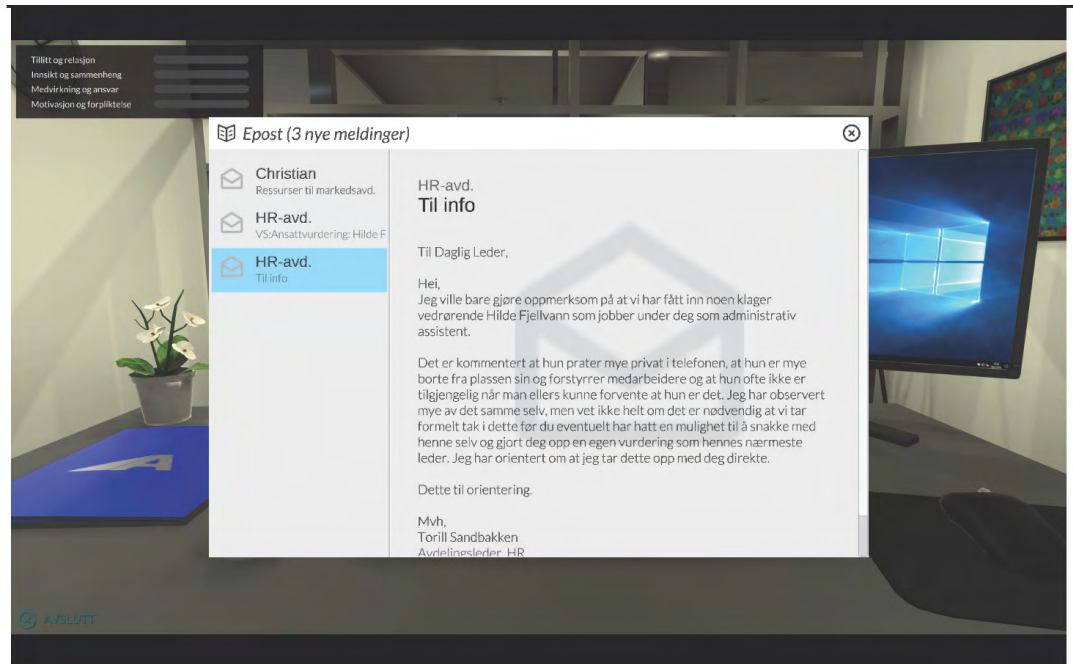 Tillitt og relasjon
Innsikt og sammenheng
Medvirkning og ansvar
Motivasjon og forpliktelse
Epost (3 nye meldinger)
Christian
Ressurser til markedsavd.
HR-avd.
VS:Ansattvurdering: Hilde F
HR-avd.
Til info
HR-avd.
Til info
Til Daglig Leder,
Hei,
Jeg ville bare gjøre oppmerksom på at vi har fått inn noen klager
vedrørende Hilde Fjellvann som jobber under deg som administrativ
assistent.
Det er kommentert at hun prater mye privat i telefonen, at hun er mye
borte fra plassen sin og forstyrrer medarbeidere og at hun ofte ikke er
tilgjengelig når man ellers kunne forvente at hun er det. Jeg har observert
mye av det samme selv, men vet ikke helt om det er nødvendig at vi tar
formelt tak i dette før du eventuelt har hatt en mulighet til å snakke med
henne selv og gjort deg opp en egen vurdering som hennes nærmeste
leder. Jeg har orientert om at jeg tar dette opp med deg direkte.
Dette til orientering.
Mvh,
Torill Sandbakken
Avdelingsleder, HR
AVSLUTT